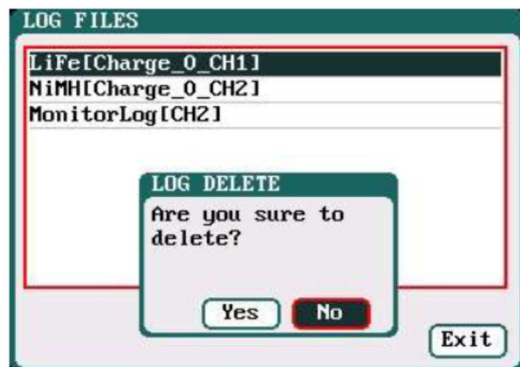 LOG FILES
LiFe[Charge_0_CH1]
NiMH[Charge_0_CH2]
MonitorLog[CH2]
LOG DELETE
Are you sure to
delete?
Yes No
Exit